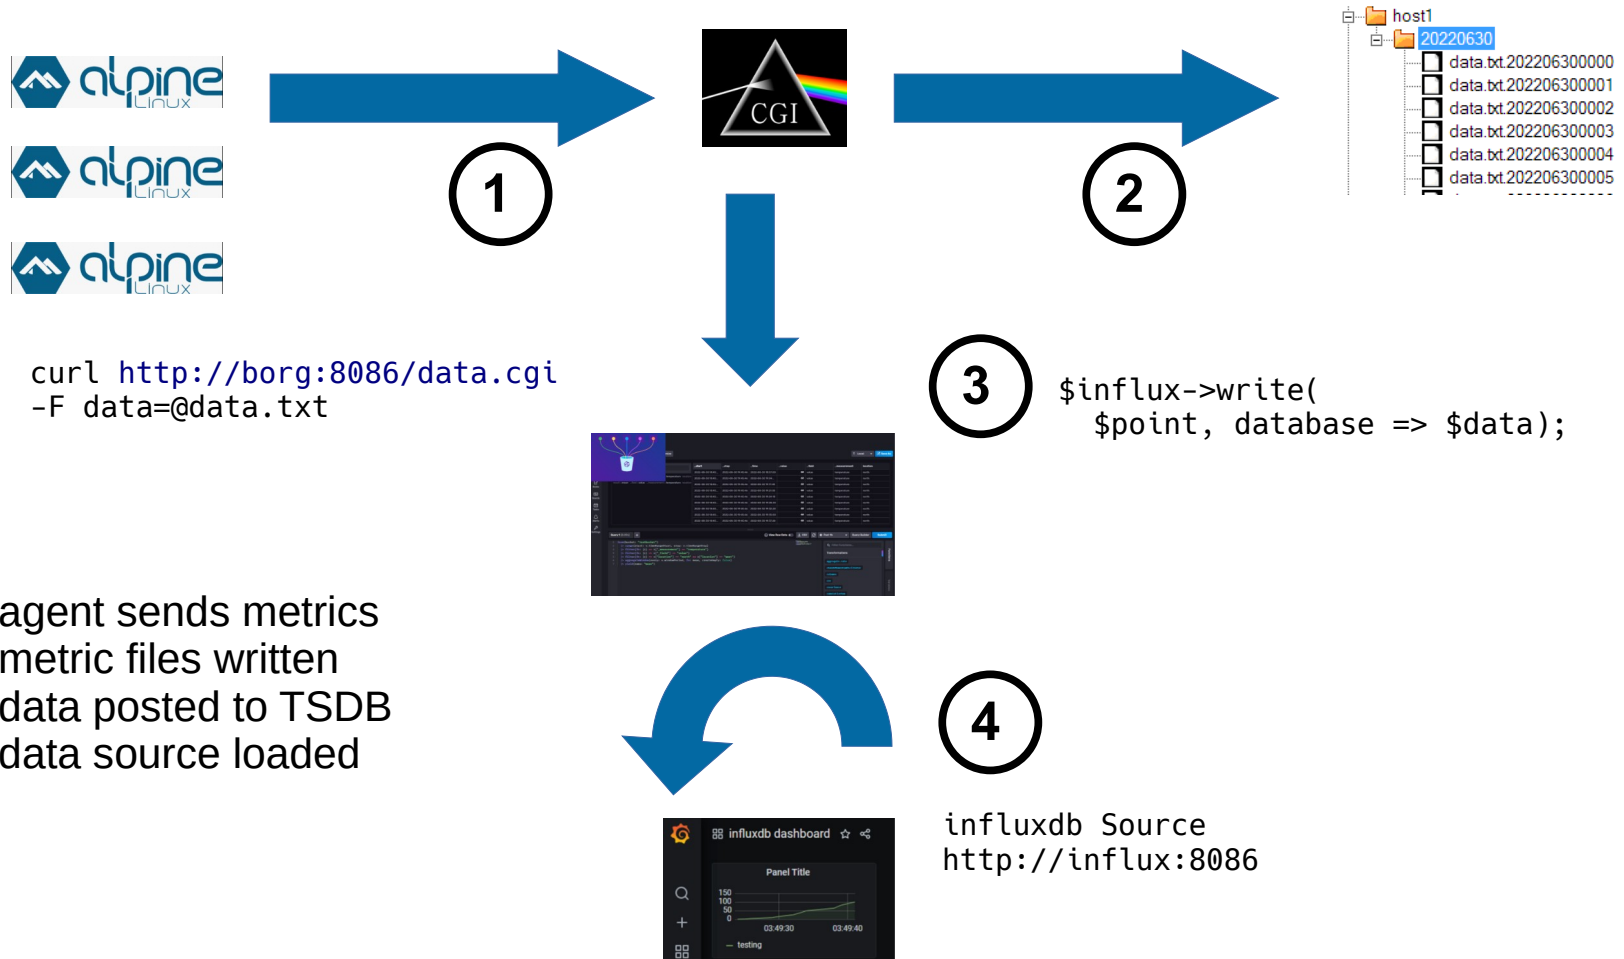 alpine
Linux
alpine
Linux
alpine
Linux
1
CGI
2
host1
20220630
data.txt.202206300000
data.txt.202206300001
data.txt.202206300002
data.txt.202206300003
data.txt.202206300004
data.txt.202206300005
curl http://borg:8086/data.cgi
-F data=@data.txt
3
$influx->write(
$point, database => $data);
agent sends metrics
metric files written
data posted to TSDB
data source loaded
4
influxdb Source
http://influx:8086
influxdb dashboard
Panel Title
150
100
50
0
03:49:30 03:49:40
testing